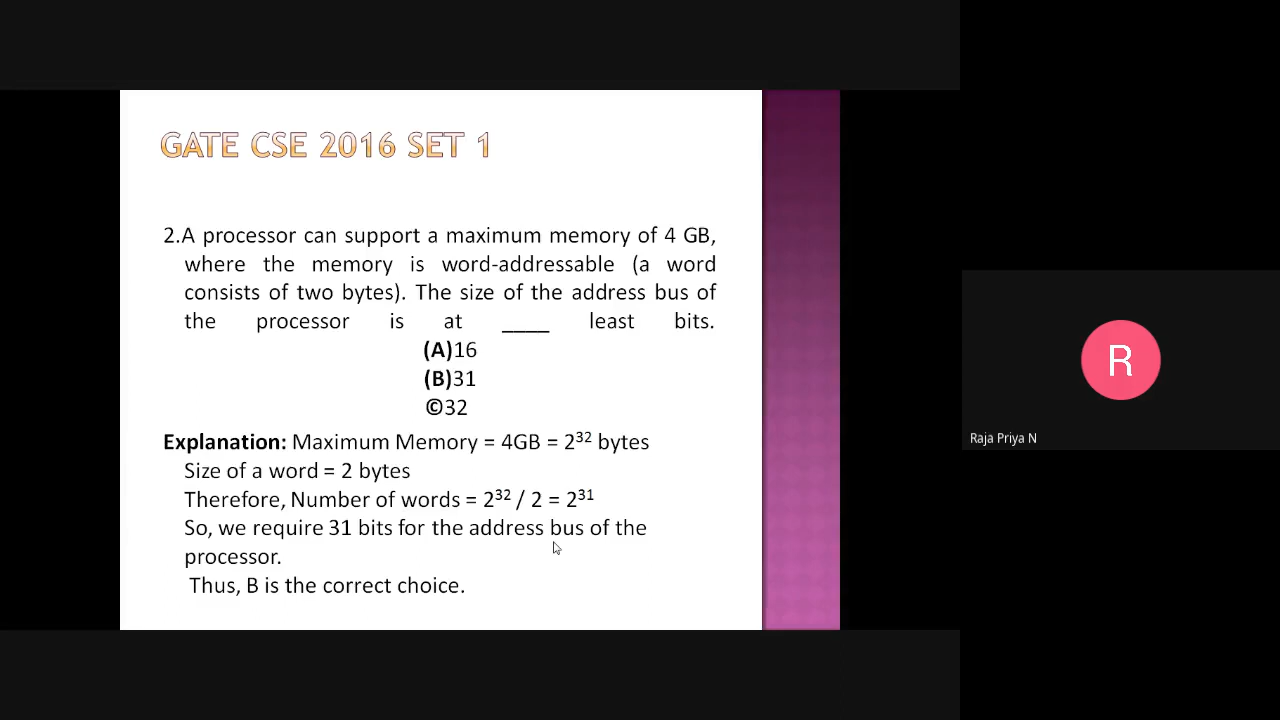 GATE CSE 2016 SET 1
2.A processor can support a maximum memory of 4 GB,
where the memory is word-addressable (a word
consists of two bytes). The size of the address bus of
the processor is at ____ least bits.
(A)16
(B)31
©32
Explanation: Maximum Memory = 4GB = 2³² bytes
Size of a word = 2 bytes
Therefore, Number of words = 2³² / 2 = 2³¹
So, we require 31 bits for the address bus of the
processor.
Thus, B is the correct choice.
R
Raja Priya N